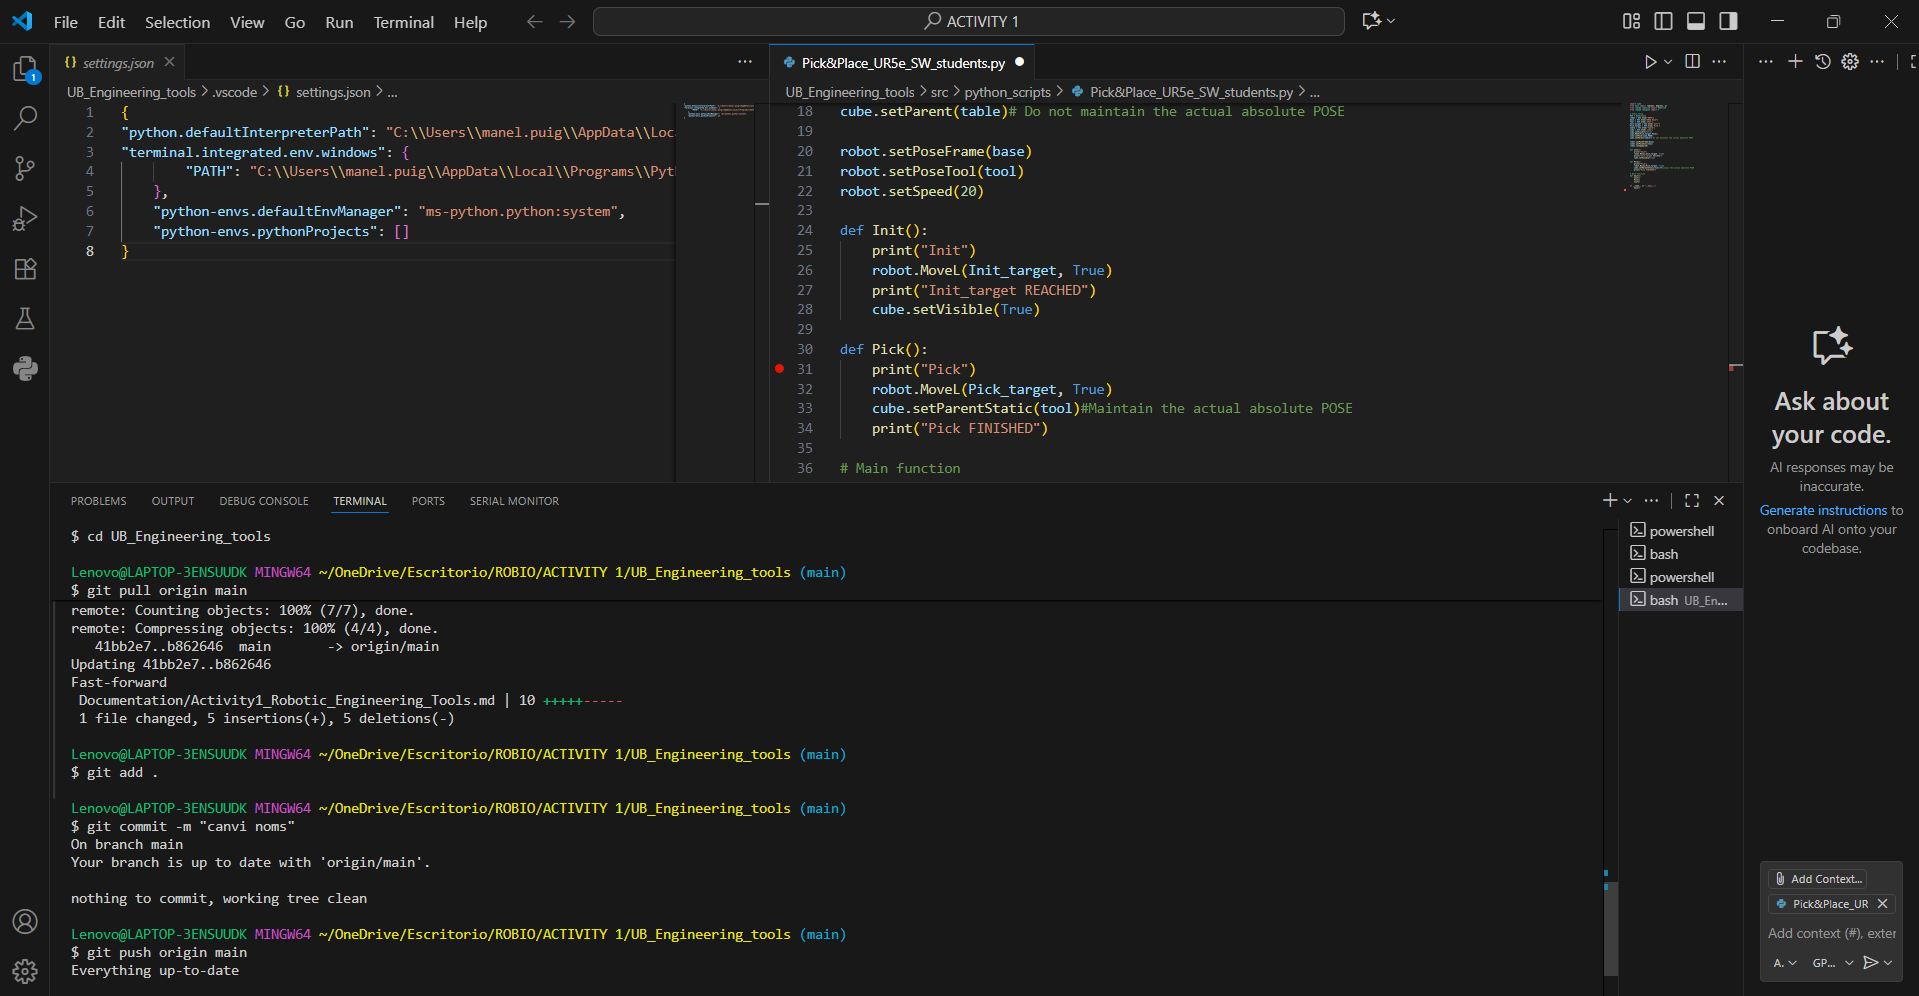 File Edit Selection View Go Run Terminal Help
ACTIVITY 1
1
settings.json
UB_Engineering_tools > .vscode > {} settings.json > ...
1 {
2 "python.defaultInterpreterPath": "C:\\Users\\manel.puig\\AppData\\Loc
3 "terminal.integrated.env.windows": {
4 "PATH": "C:\\Users\\manel.puig\\AppData\\Local\\Programs\\Pyt
5 },
6 "python-envs.defaultEnvManager": "ms-python.python:system",
7 "python-envs.pythonProjects": []
8 }
Pick&Place_UR5e_SW_students.py
UB_Engineering_tools > src > python_scripts > Pick&Place_UR5e_SW_students.py > ...
18 cube.setParent(table)# Do not maintain the actual absolute POSE
19
20 robot.setPoseFrame(base)
21 robot.setPoseTool(tool)
22 robot.setSpeed(20)
23
24 def Init():
25 print("Init")
26 robot.MoveL(Init_target, True)
27 print("Init_target REACHED")
28 cube.setVisible(True)
29
30 def Pick():
31 print("Pick")
32 robot.MoveL(Pick_target, True)
33 cube.setParentStatic(tool)#Maintain the actual absolute POSE
34 print("Pick FINISHED")
35
36 # Main function
PROBLEMS OUTPUT DEBUG CONSOLE TERMINAL PORTS SERIAL MONITOR
$ cd UB_Engineering_tools
Lenovo@LAPTOP-3ENSUUDK MINGW64 ~/OneDrive/Escritorio/ROBIO/ACTIVITY 1/UB_Engineering_tools (main)
$ git pull origin main
remote: Counting objects: 100% (7/7), done.
remote: Compressing objects: 100% (4/4), done.
41bb2e7..b862646 main -> origin/main
Updating 41bb2e7..b862646
Fast-forward
Documentation/Activity1_Robotic_Engineering_Tools.md | 10 +++++-----
1 file changed, 5 insertions(+), 5 deletions(-)
Lenovo@LAPTOP-3ENSUUDK MINGW64 ~/OneDrive/Escritorio/ROBIO/ACTIVITY 1/UB_Engineering_tools (main)
$ git add .
Lenovo@LAPTOP-3ENSUUDK MINGW64 ~/OneDrive/Escritorio/ROBIO/ACTIVITY 1/UB_Engineering_tools (main)
$ git commit -m "canvi noms"
On branch main
Your branch is up to date with 'origin/main'.
nothing to commit, working tree clean
Lenovo@LAPTOP-3ENSUUDK MINGW64 ~/OneDrive/Escritorio/ROBIO/ACTIVITY 1/UB_Engineering_tools (main)
$ git push origin main
Everything up-to-date
powershell
bash
powershell
bash UB_En...
Ask about
your code.
AI responses may be
inaccurate.
Generate instructions to
onboard AI onto your
codebase.
Add Context...
Pick&Place_UR
Add context (#), exter
A. GP...